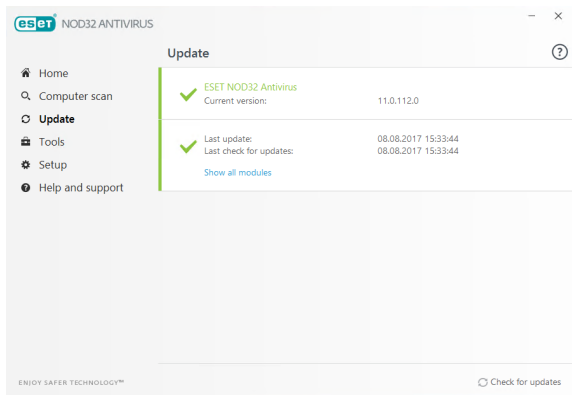 eset NOD32 ANTIVIRUS
Update
Home
Computer scan
Update
Tools
Setup
Help and support
ESET NOD32 Antivirus
Current version: 11.0.112.0
Last update: 08.08.2017 15:33:44
Last check for updates: 08.08.2017 15:33:44
Show all modules
ENJOY SAFER TECHNOLOGY™
Check for updates